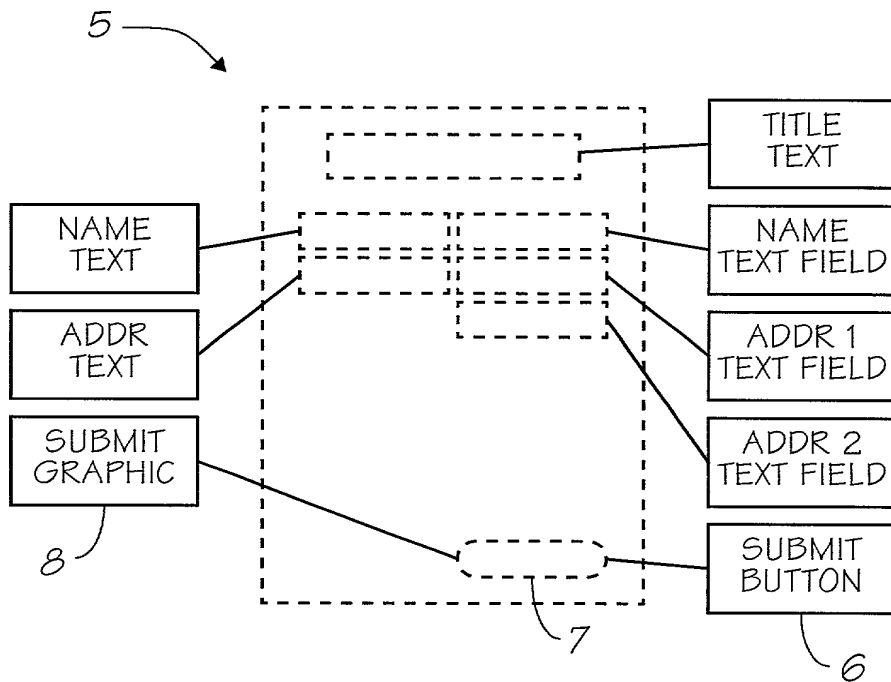 5
TITLE
TEXT
NAME
TEXT
NAME
TEXT FIELD
ADDR
TEXT
ADDR 1
TEXT FIELD
SUBMIT
GRAPHIC
ADDR 2
TEXT FIELD
8
SUBMIT
BUTTON
7
6